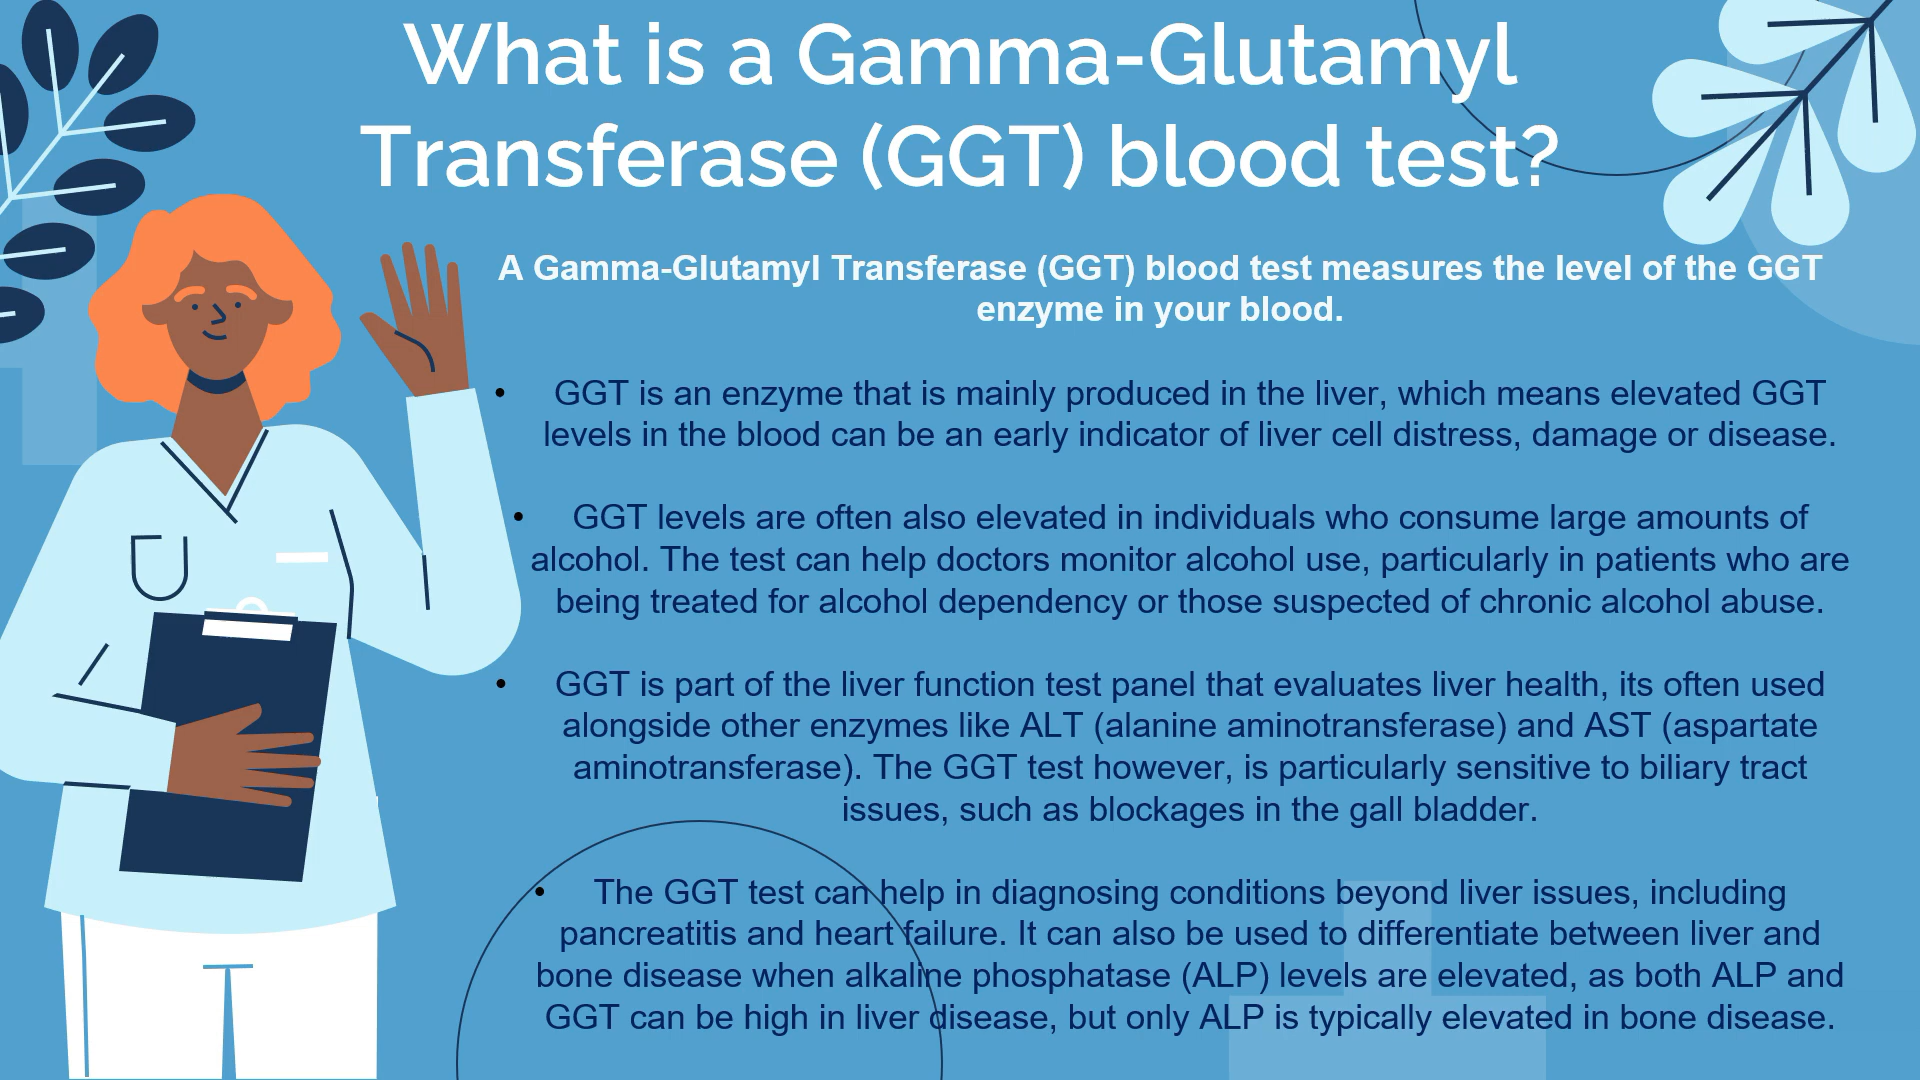 What is a Gamma-Glutamyl
Transferase (GGT) blood test?
A Gamma-Glutamyl Transferase (GGT) blood test measures the level of the GGT
enzyme in your blood.
• GGT is an enzyme that is mainly produced in the liver, which means elevated GGT
levels in the blood can be an early indicator of liver cell distress, damage or disease.
• GGT levels are often also elevated in individuals who consume large amounts of
alcohol. The test can help doctors monitor alcohol use, particularly in patients who are
being treated for alcohol dependency or those suspected of chronic alcohol abuse.
• GGT is part of the liver function test panel that evaluates liver health, its often used
alongside other enzymes like ALT (alanine aminotransferase) and AST (aspartate
aminotransferase). The GGT test however, is particularly sensitive to biliary tract
issues, such as blockages in the gall bladder.
• The GGT test can help in diagnosing conditions beyond liver issues, including
pancreatitis and heart failure. It can also be used to differentiate between liver and
bone disease when alkaline phosphatase (ALP) levels are elevated, as both ALP and
GGT can be high in liver disease, but only ALP is typically elevated in bone disease.